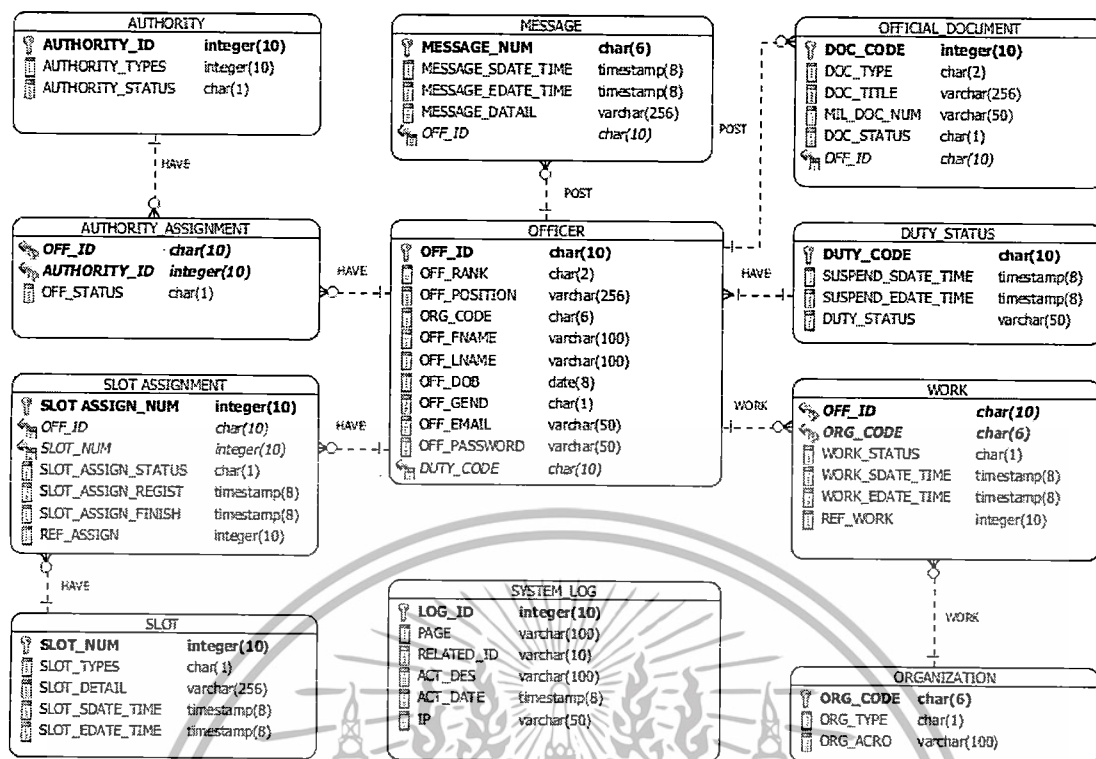 AUTHORITY
AUTHORITY_ID integer(10)
AUTHORITY_TYPES integer(10)
AUTHORITY_STATUS char(1)
HAVE
MESSAGE
MESSAGE_NUM char(6)
MESSAGE_SDATE_TIME timestamp(8)
MESSAGE_EDATE_TIME timestamp(8)
MESSAGE_DATAIL varchar(256)
OFF_ID char(10)
POST
OFFICIAL_DOCUMENT
DOC_CODE integer(10)
DOC_TYPE char(2)
DOC_TITLE varchar(256)
MIL_DOC_NUM varchar(50)
DOC_STATUS char(1)
OFF_ID char(10)
POST
AUTHORITY_ASSIGNMENT
OFF_ID char(10)
AUTHORITY_ID integer(10)
OFF_STATUS char(1)
HAVE
OFFICER
OFF_ID char(10)
OFF_RANK char(2)
OFF_POSITION varchar(256)
ORG_CODE char(6)
OFF_FNAME varchar(100)
OFF_LNAME varchar(100)
OFF_DOB date(8)
OFF_GEND char(1)
OFF_EMAIL varchar(50)
OFF_PASSWORD varchar(50)
DUTY_CODE char(10)
HAVE
DUTY_STATUS
DUTY_CODE char(10)
SUSPEND_SDATE_TIME timestamp(8)
SUSPEND_EDATE_TIME timestamp(8)
DUTY_STATUS varchar(50)
SLOT ASSIGNMENT
SLOT ASSIGN_NUM integer(10)
OFF_ID char(10)
SLOT_NUM integer(10)
SLOT_ASSIGN_STATUS char(1)
SLOT_ASSIGN_REGIST timestamp(8)
SLOT_ASSIGN_FINISH timestamp(8)
REF_ASSIGN integer(10)
HAVE
HAVE
WORK
WORK
OFF_ID char(10)
ORG_CODE char(6)
WORK_STATUS char(1)
WORK_SDATE_TIME timestamp(8)
WORK_EDATE_TIME timestamp(8)
REF_WORK integer(10)
WORK
SLOT
SLOT_NUM integer(10)
SLOT_TYPES char(1)
SLOT_DETAIL varchar(256)
SLOT_SDATE_TIME timestamp(8)
SLOT_EDATE_TIME timestamp(8)
SYSTEM_LOG
LOG_ID integer(10)
PAGE varchar(100)
RELATED_ID varchar(10)
ACT_DES varchar(100)
ACT_DATE timestamp(8)
IP varchar(50)
ORGANIZATION
ORG_CODE char(6)
ORG_TYPE char(1)
ORG_ACRO varchar(100)